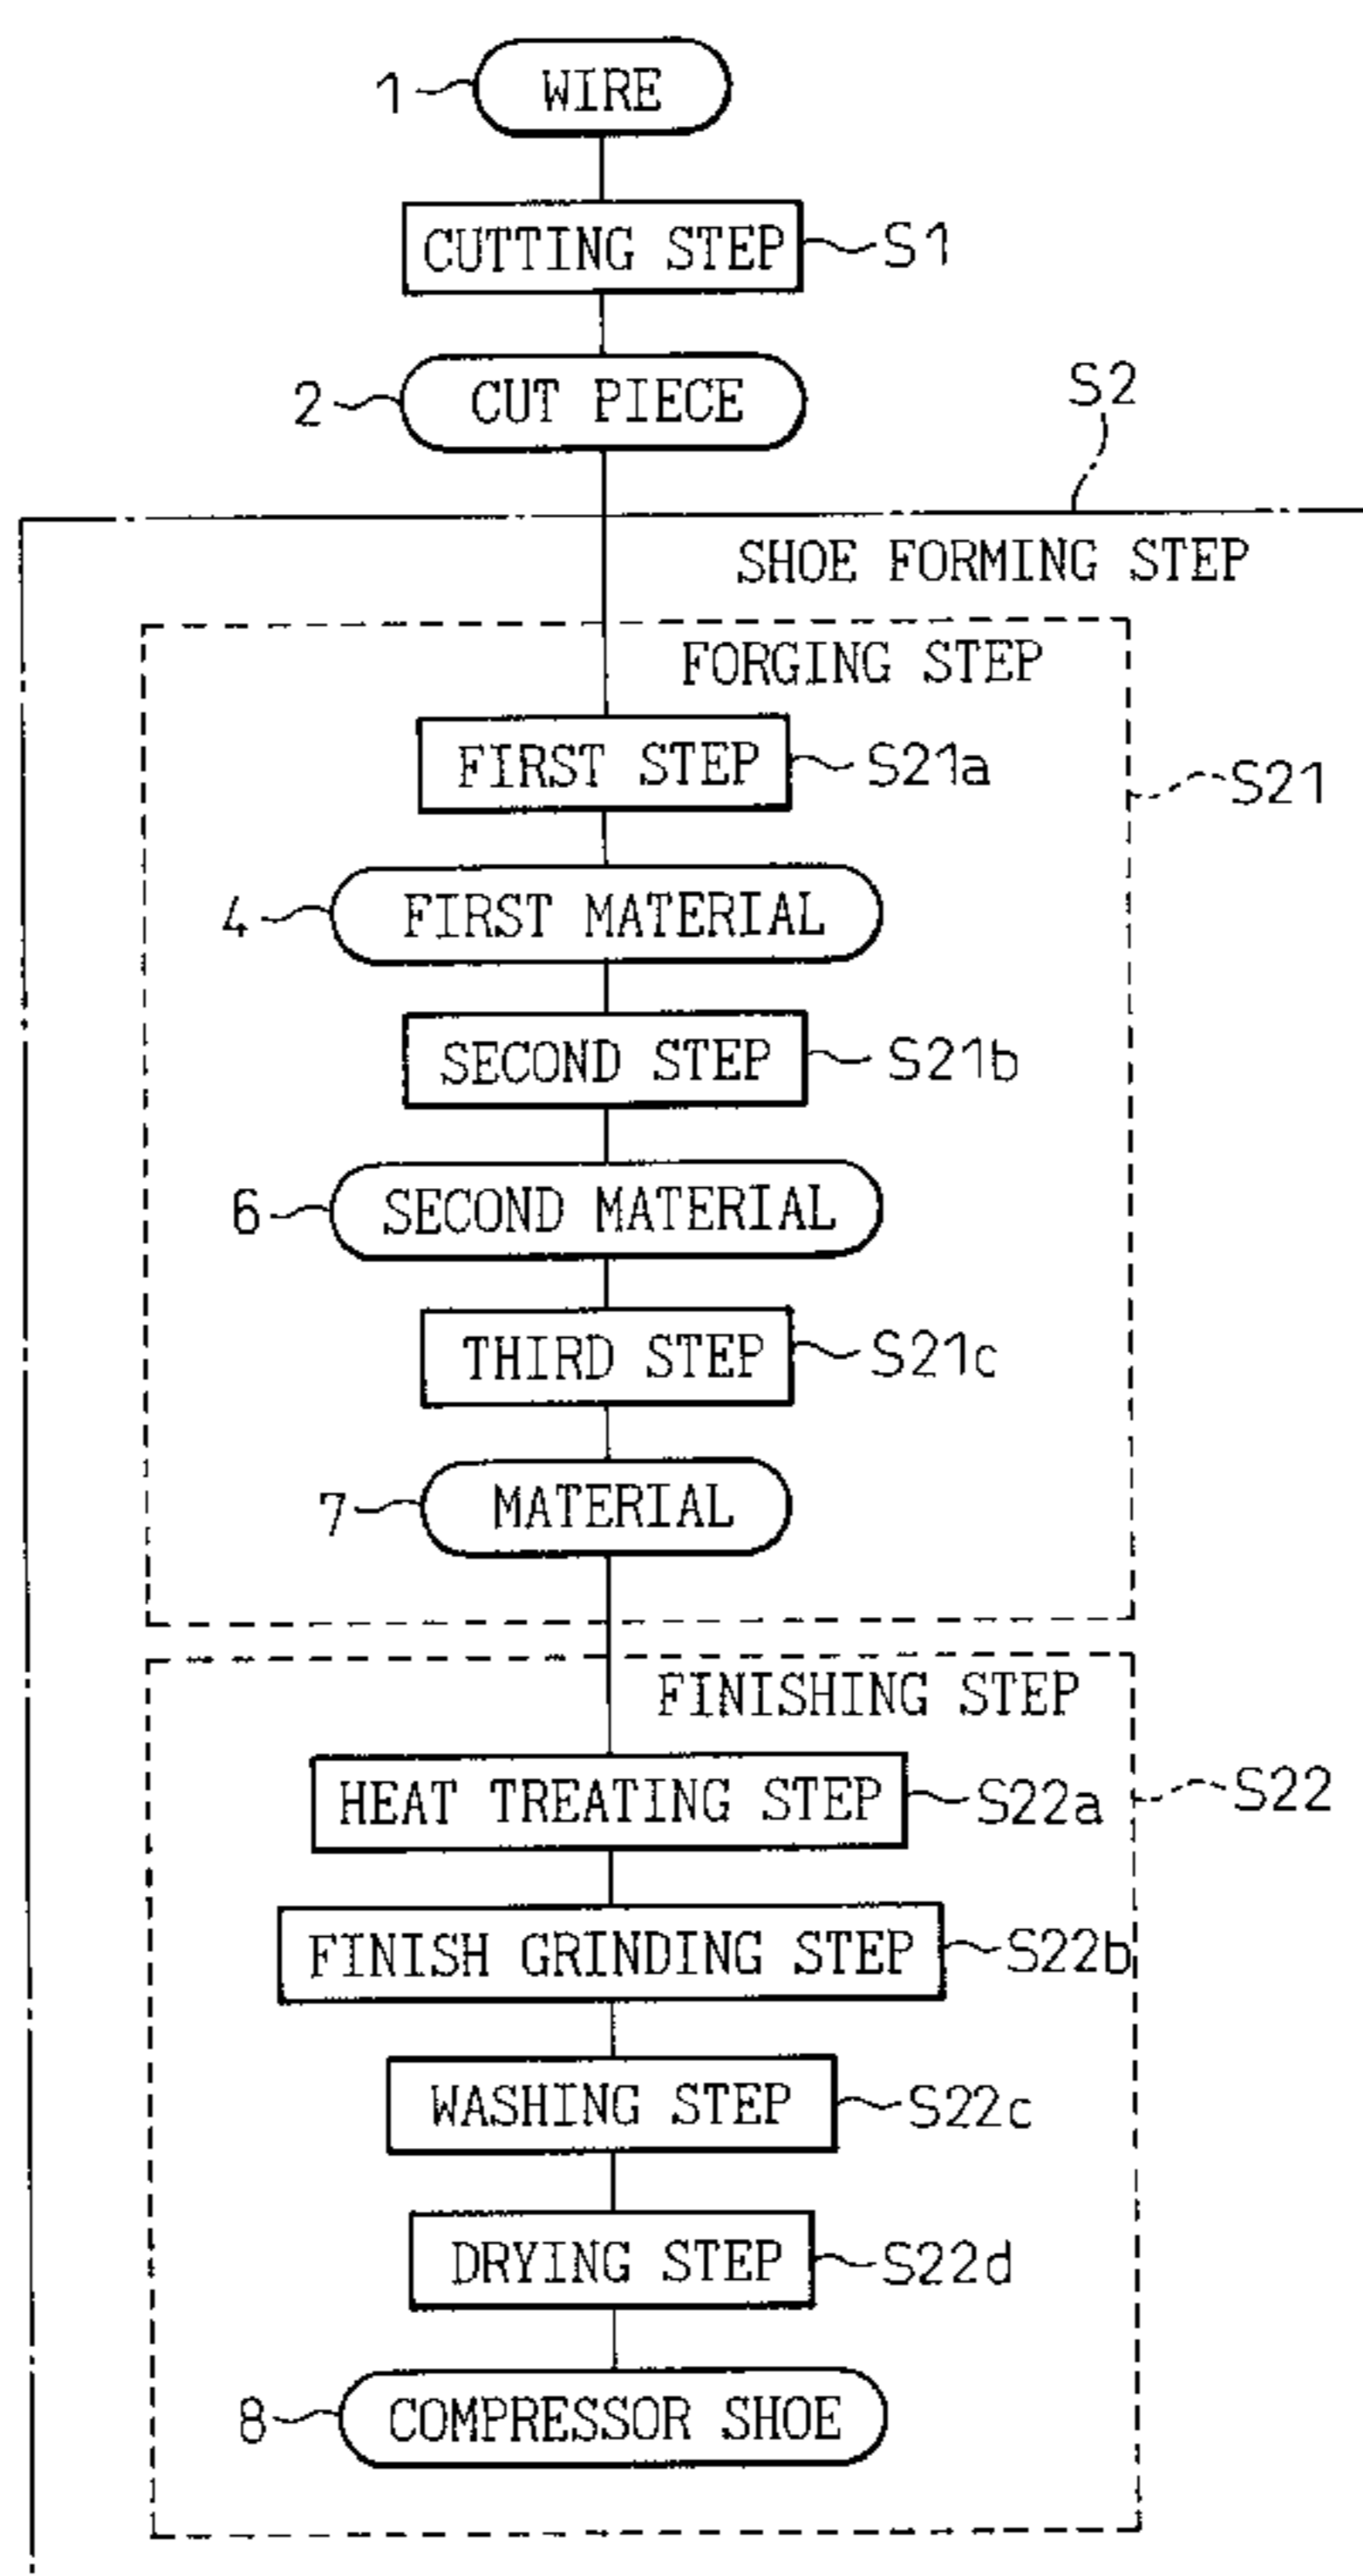 1 WIRE
CUTTING STEP S1
2 CUT PIECE
S2
SHOE FORMING STEP
FORGING STEP
FIRST STEP S21a
S21
4 FIRST MATERIAL
SECOND STEP S21b
6 SECOND MATERIAL
THIRD STEP S21c
7 MATERIAL
FINISHING STEP
HEAT TREATING STEP S22a S22
FINISH GRINDING STEP S22b
WASHING STEP S22c
DRYING STEP S22d
8 COMPRESSOR SHOE